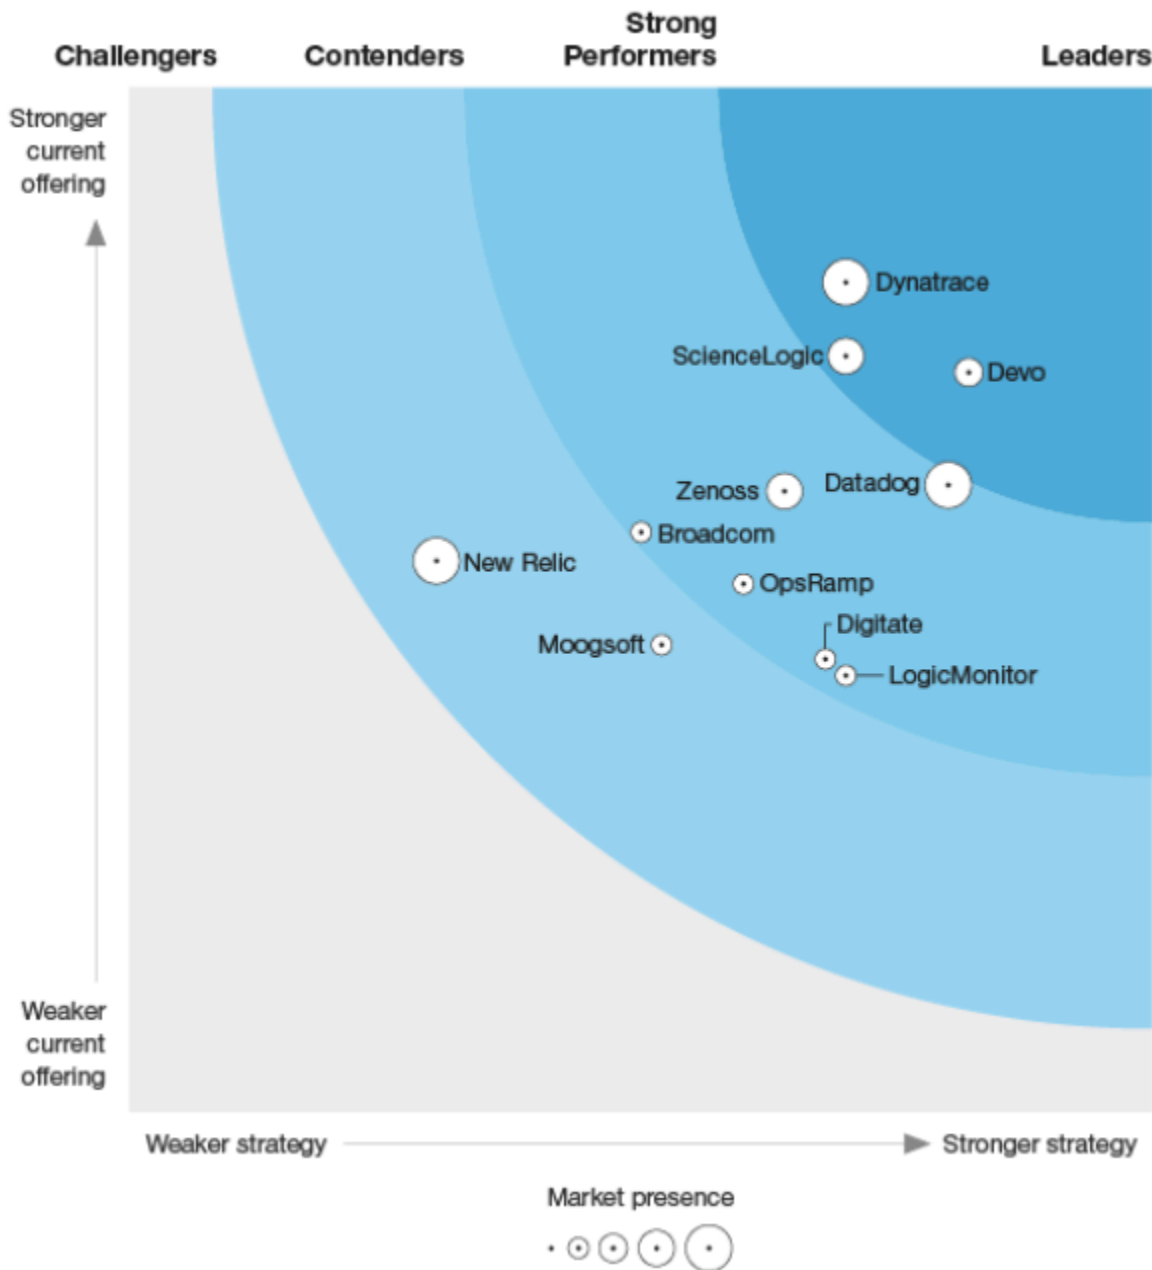 Strong
Challengers Contenders Performers Leaders
Stronger
current
offering
Dynatrace
ScienceLogic
Devo
Zenoss
Datadog
Broadcom
New Relic
OpsRamp
Digitate
Moogsoft
LogicMonitor
Weaker
current
offering
Weaker strategy
Stronger strategy
Market presence